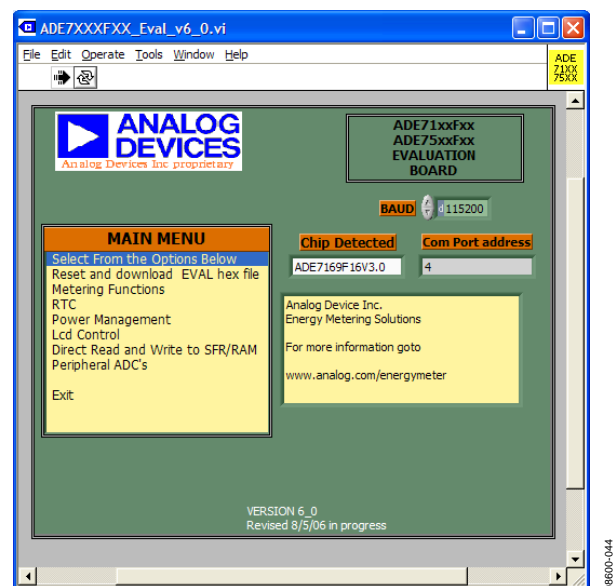 ADE7XXXFXX_Eval_v6_0.vi
File Edit Operate Tools Window Help
ADE
71XX
75XX
ANALOG
DEVICES
Analog Devices Inc proprietary
ADE71xxFxx
ADE75xxFxx
EVALUATION
BOARD
BAUD d 115200
MAIN MENU
Select From the Options Below
Reset and download EVAL hex file
Metering Functions
RTC
Power Management
Lcd Control
Direct Read and Write to SFR/RAM
Peripheral ADC's
Exit
Chip Detected
ADE7169F16V3.0
Com Port address
4
Analog Device Inc.
Energy Metering Solutions
For more information goto
www.analog.com/energymeter
VERSION 6_0
Revised 8/5/06 in progress
08600-044